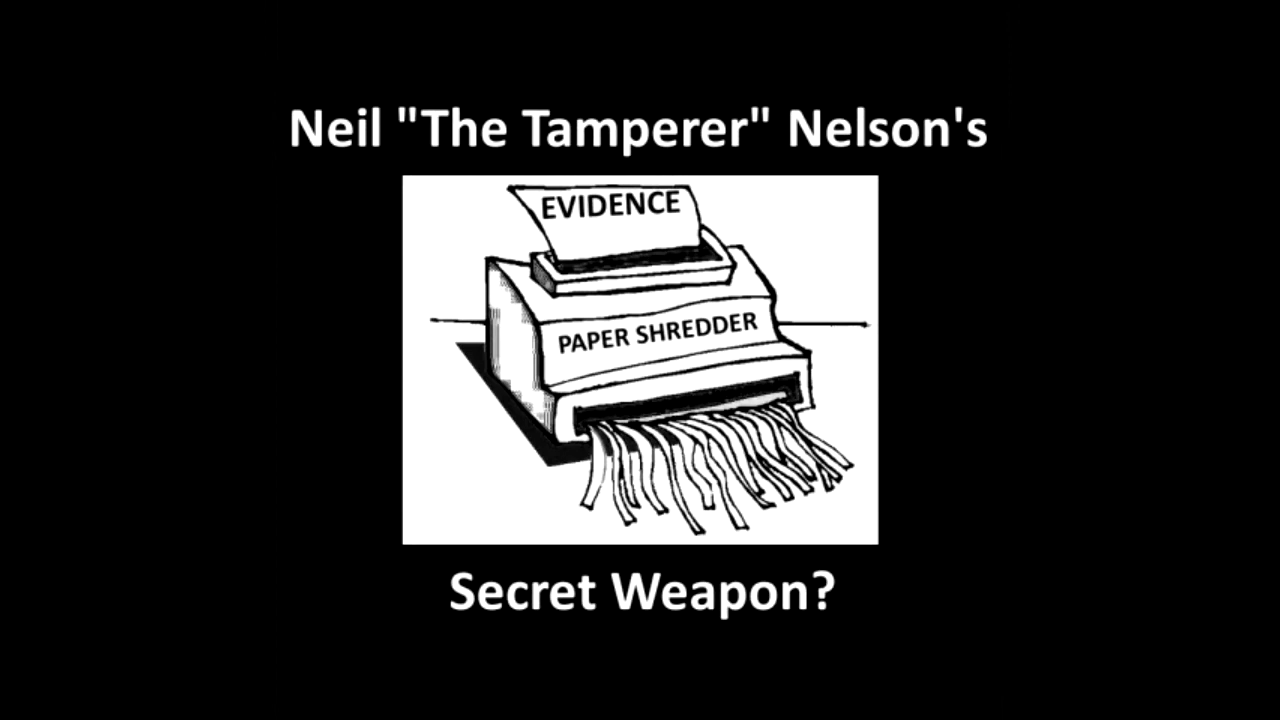 Neil "The Tamperer" Nelson's
EVIDENCE
PAPER SHREDDER
Secret Weapon?